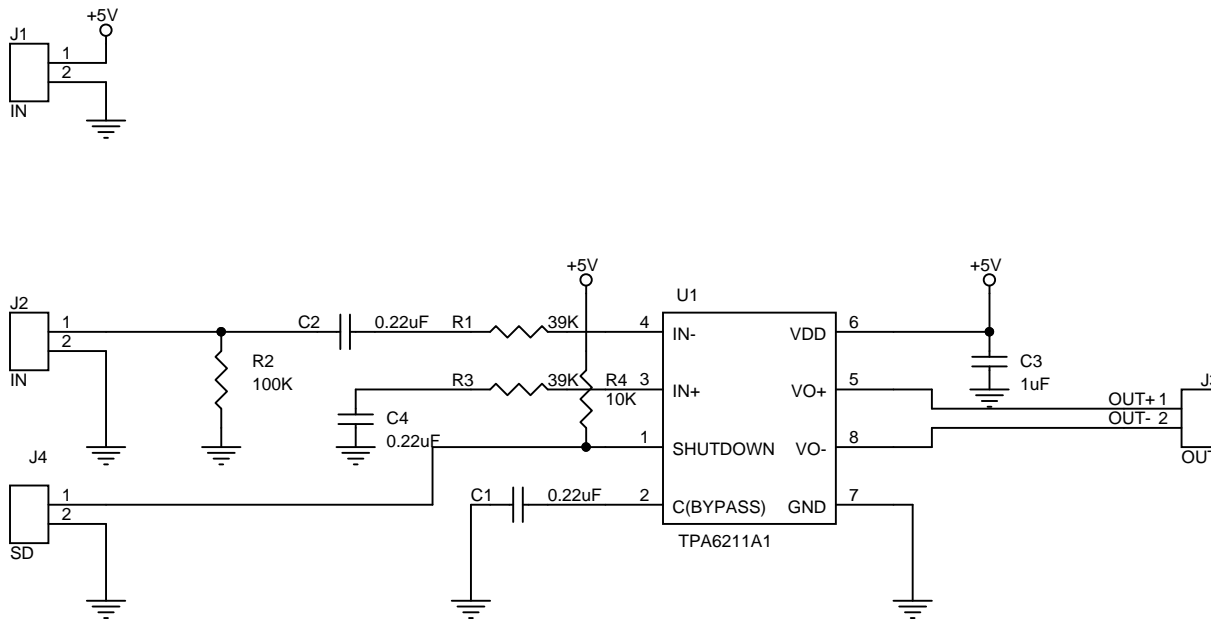 +5V
J1
1
2
IN
+5V
+5V
J2
U1
1
C2
0.22uF
R1
39K
4
IN-
VDD
6
2
R2
C3
IN
100K
1uF
R3
39K
R4
3
IN+
VO+
5
10K
OUT+ 1
C4
OUT- 2
0.22uF
1
SHUTDOWN
VO-
8
J4
1
C1
0.22uF
2
C(BYPASS)
GND
7
2
SD
TPA6211A1